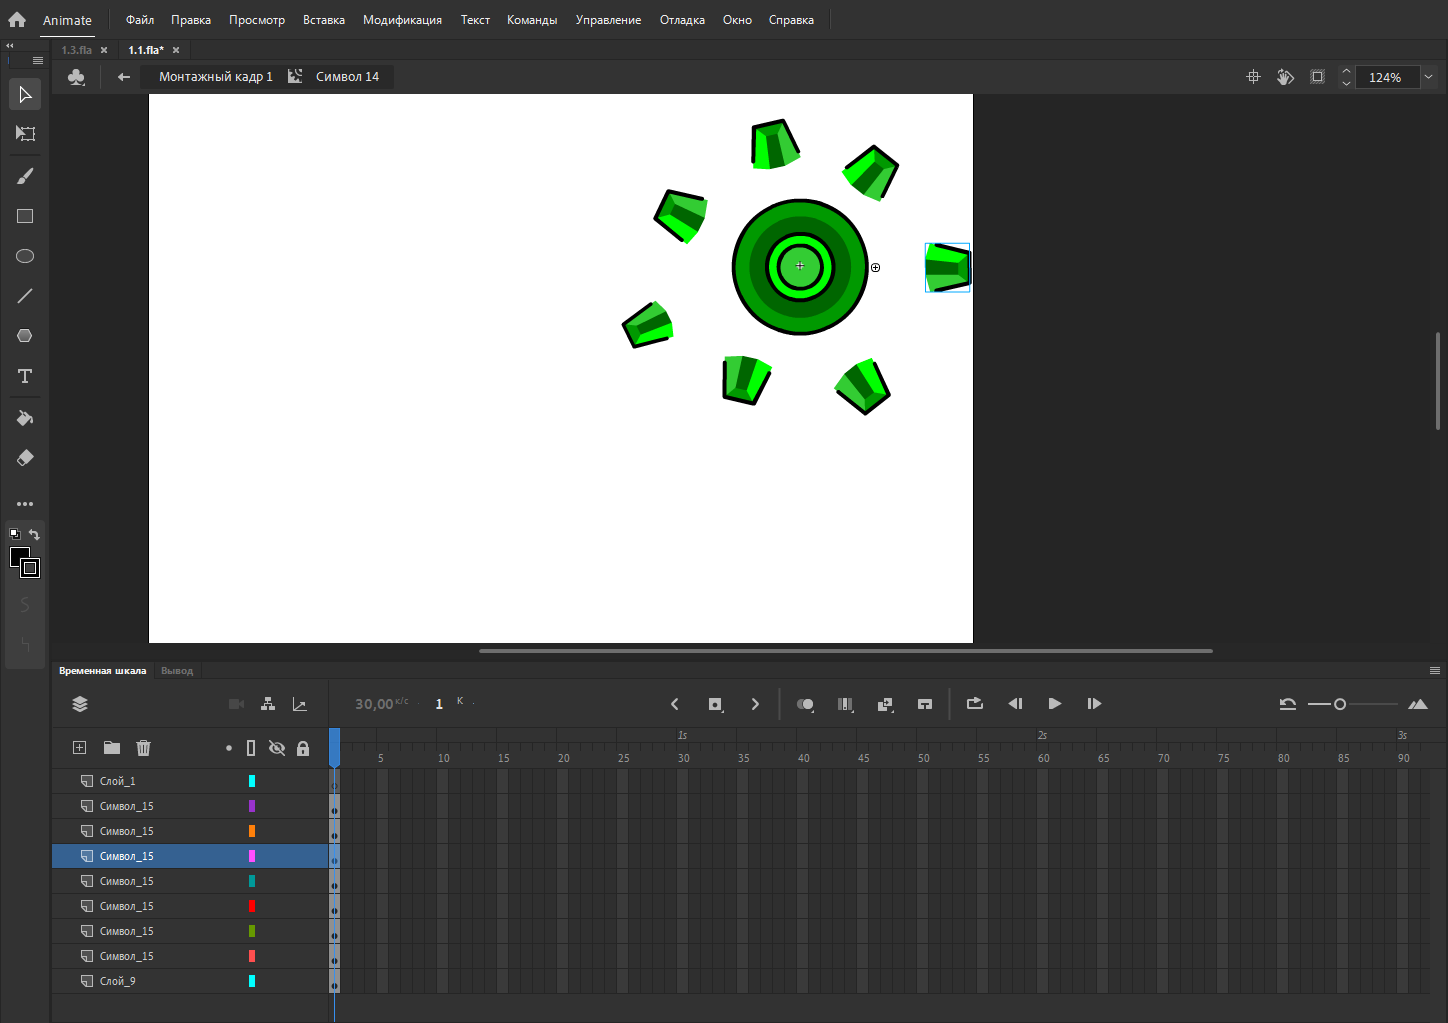 Animate Файл Правка Просмотр Вставка Модификация Текст Команды Управление Отладка Окно Справка
1.3.fla 1.1.fla*
Монтажный кадр 1 Символ 14 124%
Временная шкала Вывод
30,00 к/с 1 К
1s 2s 3s
5 10 15 20 25 30 35 40 45 50 55 60 65 70 75 80 85 90
Слой_1
Символ_15
Символ_15
Символ_15
Символ_15
Символ_15
Символ_15
Символ_15
Слой_9